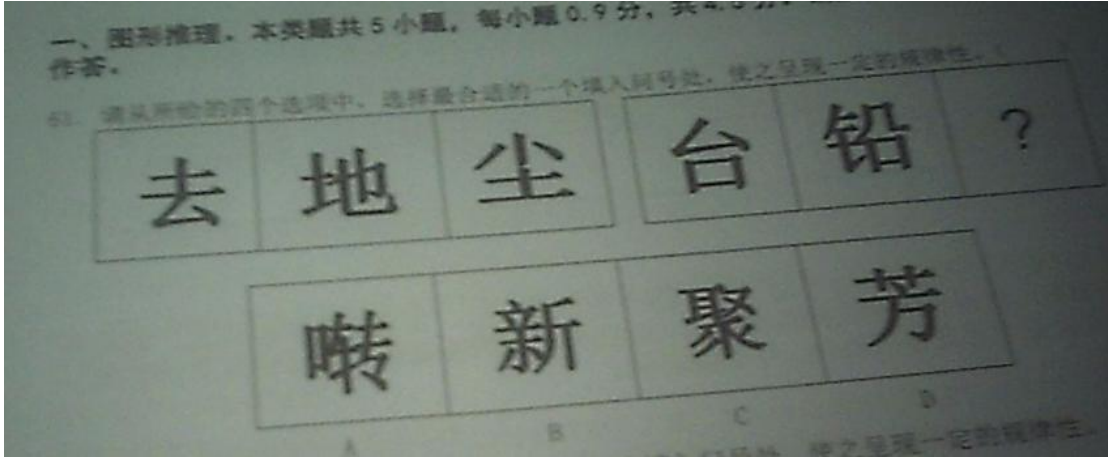 一、图形推理。本类题共5小题，每小题0.9分，共4.5分。
作答。
61. 请从所给的四个选项中，选择最合适的一个填入问号处，使之呈现一定的规律性。（
去 地 尘 台 铅 ?
啭 新 聚 芳
A B C D
使之呈现一定的规律性。